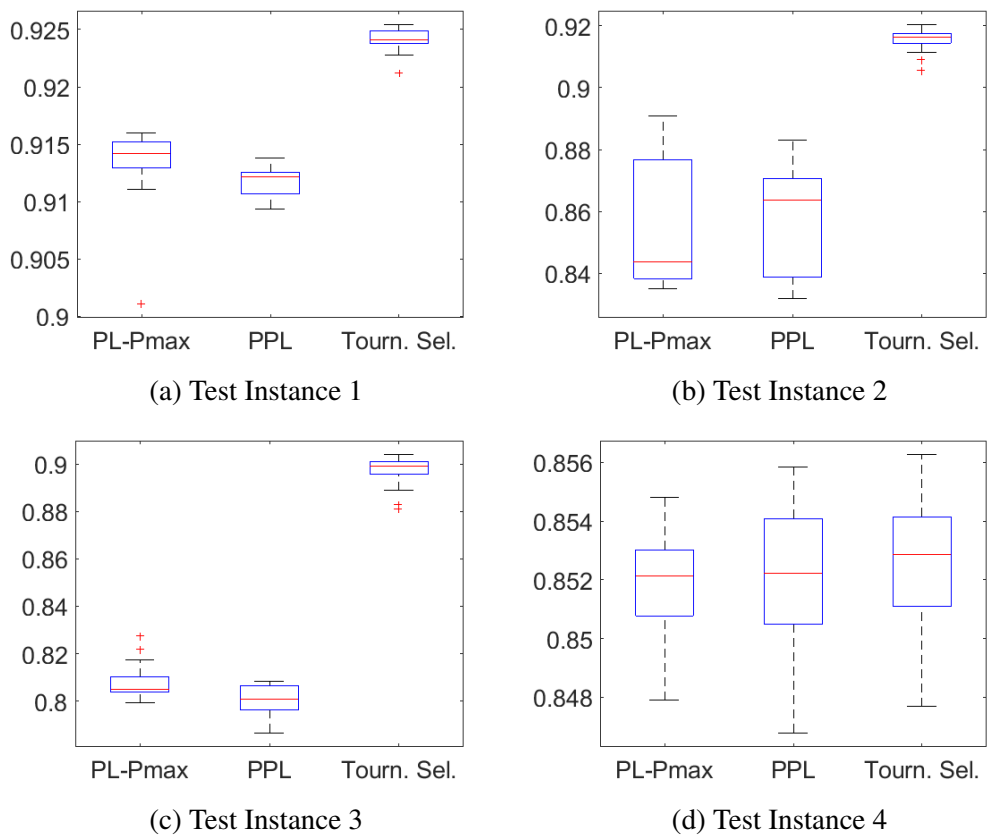 0.925
0.92
0.915
0.91
0.905
0.9
PL-Pmax PPL Tourn. Sel.
(a) Test Instance 1
0.92
0.9
0.88
0.86
0.84
PL-Pmax PPL Tourn. Sel.
(b) Test Instance 2
0.9
0.88
0.86
0.84
0.82
0.8
PL-Pmax PPL Tourn. Sel.
(c) Test Instance 3
0.856
0.854
0.852
0.85
0.848
PL-Pmax PPL Tourn. Sel.
(d) Test Instance 4